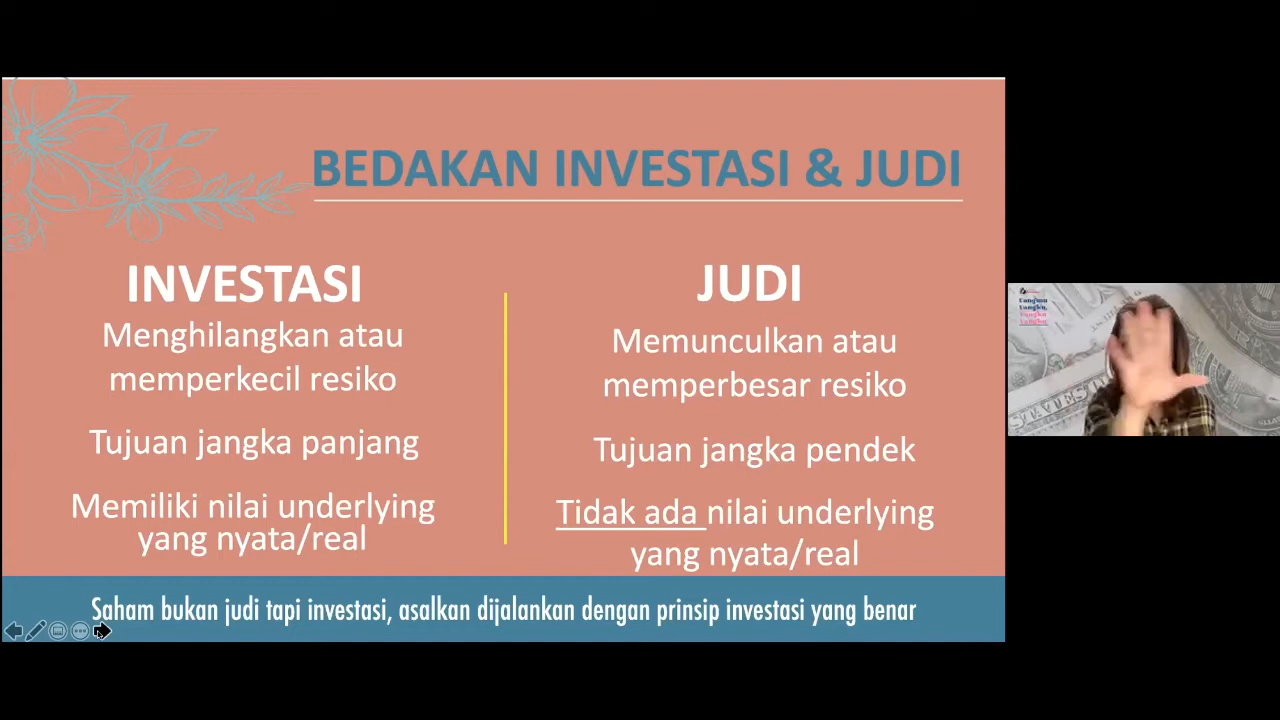 BEDAKAN INVESTASI & JUDI
INVESTASI
Menghilangkan atau
memperkecil resiko
Tujuan jangka panjang
Memiliki nilai underlying
yang nyata/real
JUDI
Memunculkan atau
memperbesar resiko
Tujuan jangka pendek
Tidak ada nilai underlying
yang nyata/real
Saham bukan judi tapi investasi, asalkan dijalankan dengan prinsip investasi yang benar